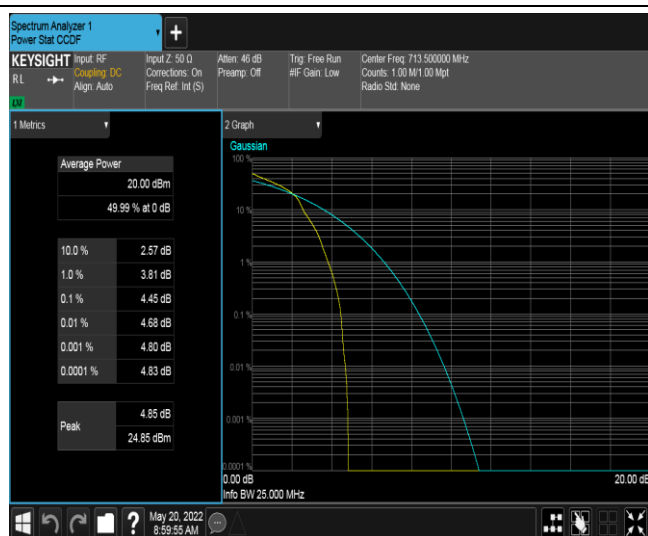 Spectrum Analyzer 1
Power Stat CCDF
+
KEYSIGHT
RL
LXI
Input: RF
Coupling: DC
Align: Auto
Input Z: 50 Ω
Corrections: On
Freq Ref: Int (S)
Atten: 46 dB
Preamp: Off
Trig: Free Run
#IF Gain: Low
Center Freq: 713.500000 MHz
Counts: 1.00 M/1.00 Mpt
Radio Std: None
1 Metrics
Average Power
20.00 dBm
49.99 % at 0 dB
10.0 % 2.57 dB
1.0 % 3.81 dB
0.1 % 4.45 dB
0.01 % 4.68 dB
0.001 % 4.80 dB
0.0001 % 4.83 dB
Peak
4.85 dB
24.85 dBm
2 Graph
Gaussian
100 %
10 %
1 %
0.1 %
0.01 %
0.001 %
0.0001 %
0.00 dB 20.00 dB
Info BW 25.000 MHz
?
May 20, 2022
8:59:55 AM